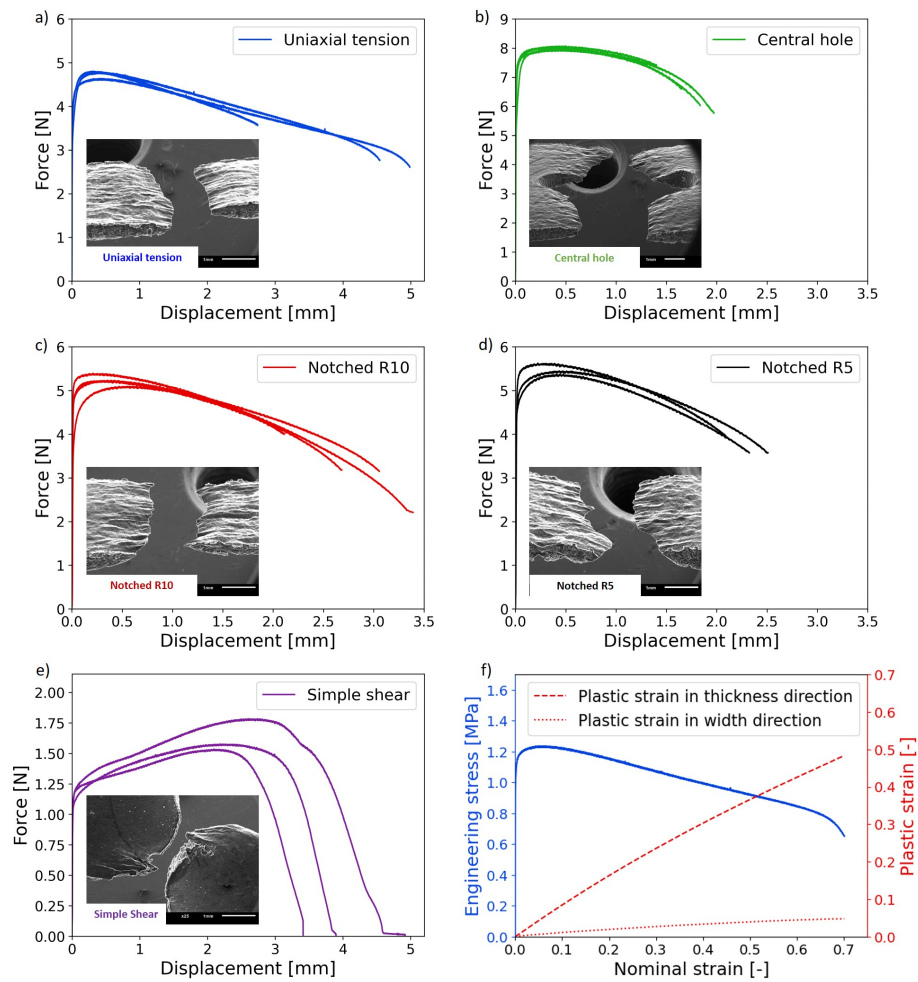 a)
Uniaxial tension
Force [N]
6
5
4
3
2
1
0
Uniaxial tension
1mm
0 1 2 3 4 5
Displacement [mm]
b)
Central hole
Force [N]
9
8
7
6
5
4
3
2
1
0
Central hole
1mm
0.0 0.5 1.0 1.5 2.0 2.5 3.0 3.5
Displacement [mm]
c)
Notched R10
Force [N]
6
5
4
3
2
1
0
Notched R10
1mm
0.0 0.5 1.0 1.5 2.0 2.5 3.0 3.5
Displacement [mm]
d)
Notched R5
Force [N]
6
5
4
3
2
1
0
Notched R5
1mm
0.0 0.5 1.0 1.5 2.0 2.5 3.0 3.5
Displacement [mm]
e)
Simple shear
Force [N]
2.00
1.75
1.50
1.25
1.00
0.75
0.50
0.25
0.00
Simple Shear
x25 1mm
0 1 2 3 4 5
Displacement [mm]
f)
Plastic strain in thickness direction
Plastic strain in width direction
Engineering stress [MPa]
1.6
1.4
1.2
1.0
0.8
0.6
0.4
0.2
0.0
Plastic strain [-]
0.7
0.6
0.5
0.4
0.3
0.2
0.1
0.0
0.0 0.1 0.2 0.3 0.4 0.5 0.6 0.7
Nominal strain [-]